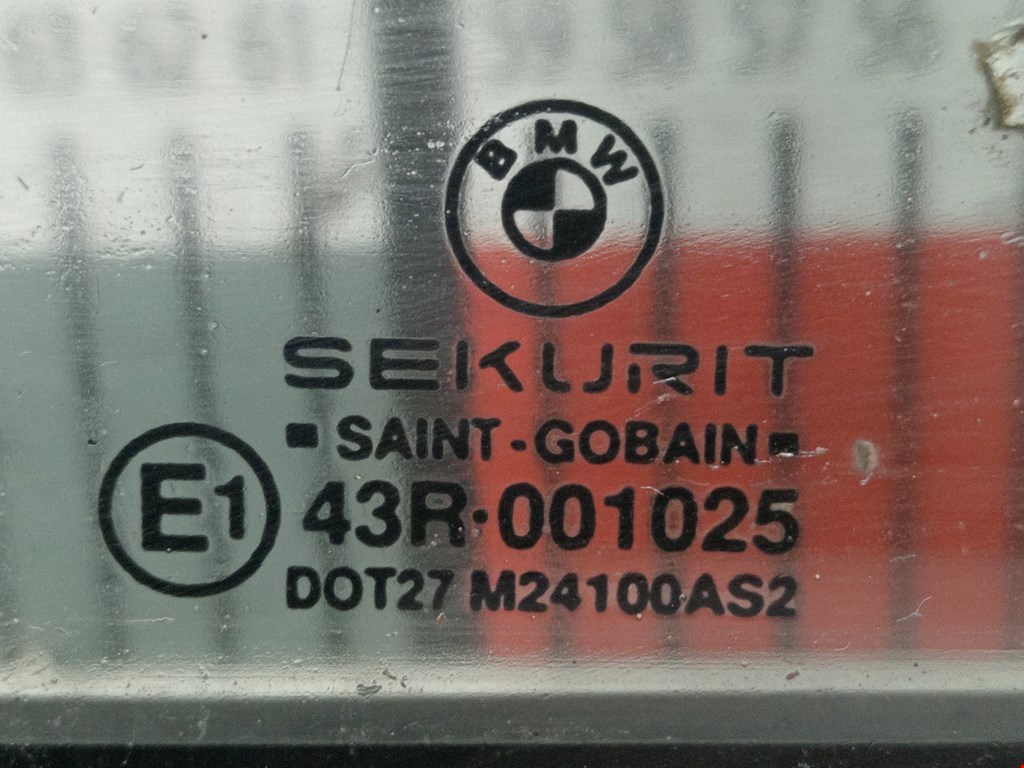 BMW
SEKURIT
SAINT-GOBAIN
E1
43R·001025
DOT27 M24100AS2